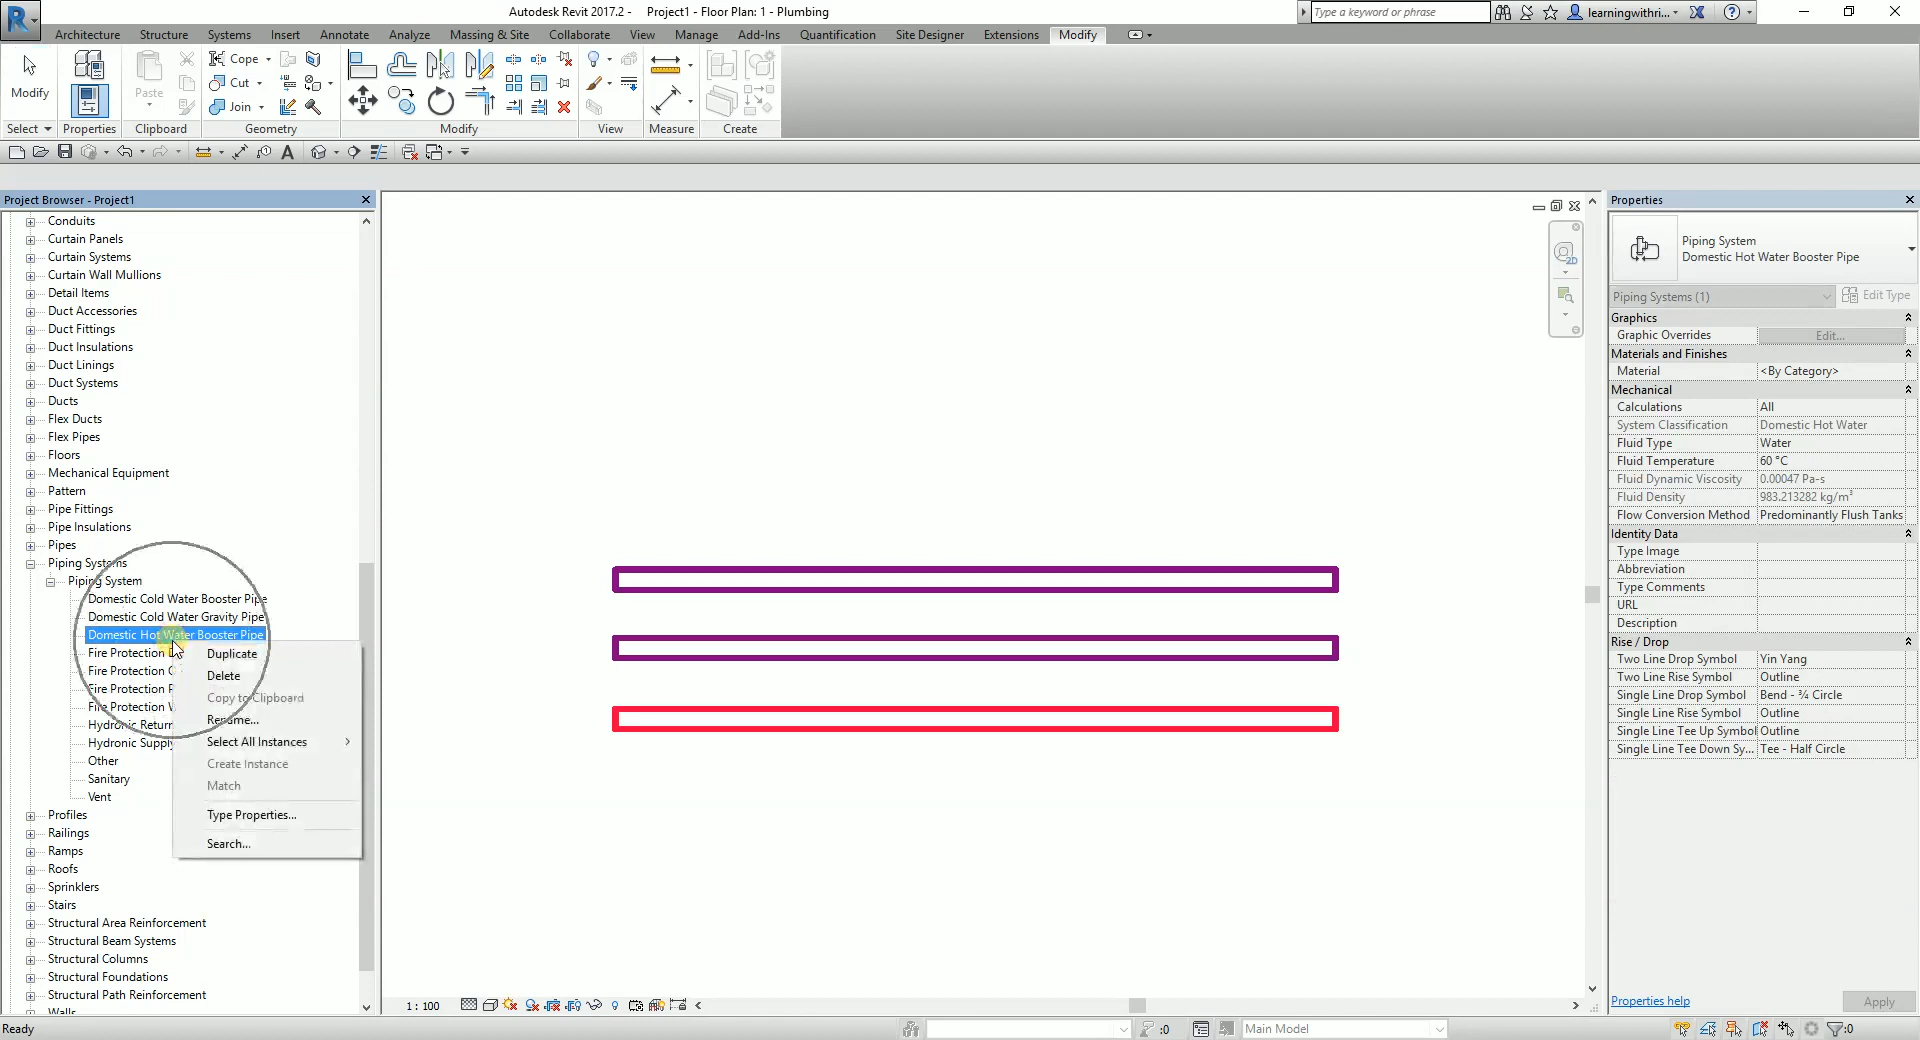 Autodesk Revit 2017.2 - Project1 - Floor Plan: 1 - Plumbing
Type a keyword or phrase
learningwithri...
Architecture Structure Systems Insert Annotate Analyze Massing & Site Collaborate View Manage Add-Ins Quantification Site Designer Extensions Modify
Modify
Paste
Cope
Cut
Join
Select Properties Clipboard Geometry Modify View Measure Create
Project Browser - Project1
Conduits
Curtain Panels
Curtain Systems
Curtain Wall Mullions
Detail Items
Duct Accessories
Duct Fittings
Duct Insulations
Duct Linings
Duct Systems
Ducts
Flex Ducts
Flex Pipes
Floors
Mechanical Equipment
Pattern
Pipe Fittings
Pipe Insulations
Pipes
Piping Systems
Piping System
Domestic Cold Water Booster Pipe
Domestic Cold Water Gravity Pipe
Domestic Hot Water Booster Pipe
Fire Protection
Fire Protection
Fire Protection
Fire Protection
Hydronic Return
Hydronic Supply
Other
Sanitary
Vent
Profiles
Railings
Ramps
Roofs
Sprinklers
Stairs
Structural Area Reinforcement
Structural Beam Systems
Structural Columns
Structural Foundations
Structural Path Reinforcement
Walls
Duplicate
Delete
Copy to Clipboard
Rename...
Select All Instances
Create Instance
Match
Type Properties...
Search...
2D
1 : 100
Properties
Piping System
Domestic Hot Water Booster Pipe
Piping Systems (1) Edit Type
Graphics
Graphic Overrides Edit...
Materials and Finishes
Material <By Category>
Mechanical
Calculations All
System Classification Domestic Hot Water
Fluid Type Water
Fluid Temperature 60 °C
Fluid Dynamic Viscosity 0.00047 Pa-s
Fluid Density 983.213282 kg/m³
Flow Conversion Method Predominantly Flush Tanks
Identity Data
Type Image
Abbreviation
Type Comments
URL
Description
Rise / Drop
Two Line Drop Symbol Yin Yang
Two Line Rise Symbol Outline
Single Line Drop Symbol Bend - ¾ Circle
Single Line Rise Symbol Outline
Single Line Tee Up Symbol Outline
Single Line Tee Down Sy... Tee - Half Circle
Properties help Apply
Ready
:0
Main Model
:0